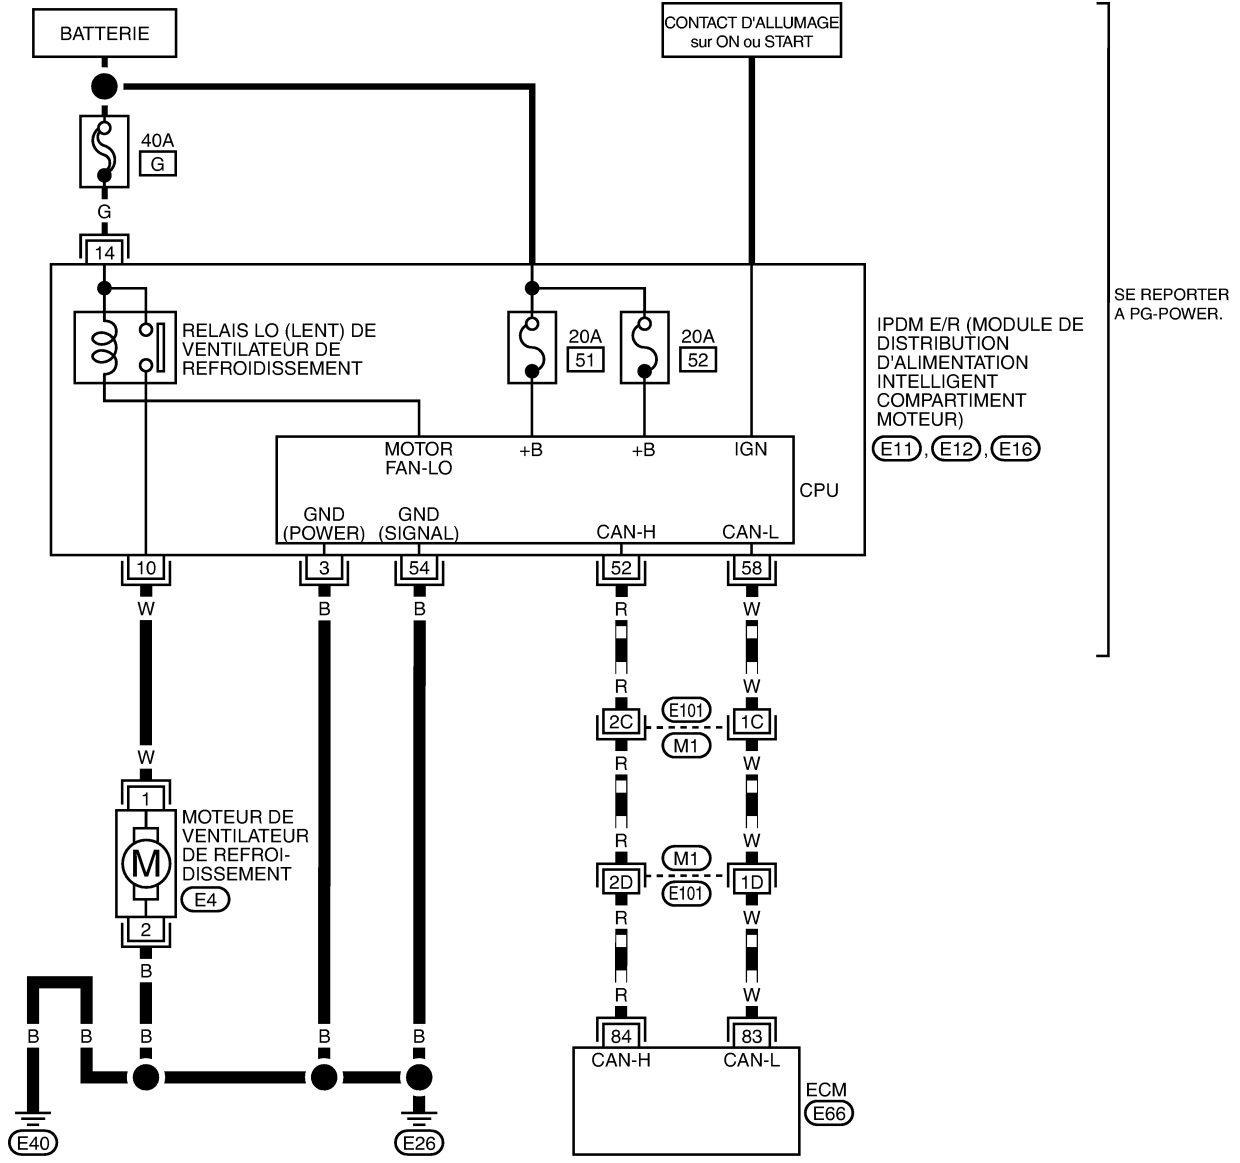 BATTERIE
CONTACT D'ALLUMAGE
sur ON ou START
40A
G
G
14
RELAIS LO (LENT) DE
VENTILATEUR DE
REFROIDISSEMENT
20A
51
20A
52
IPDM E/R (MODULE DE
DISTRIBUTION
D'ALIMENTATION
INTELLIGENT
COMPARTIMENT
MOTEUR)
E11 , E12 , E16
SE REPORTER
A PG-POWER.
MOTOR
FAN-LO
+B
+B
IGN
CPU
GND
(POWER)
GND
(SIGNAL)
CAN-H
CAN-L
10
3
54
52
58
W
B
B
R
W
R
W
2C
E101
M1
1C
R
W
W
1
MOTEUR DE
VENTILATEUR
DE REFROI-
DISSEMENT
E4
M
2
R
W
2D
M1
E101
1D
R
W
B
R
W
B
B
B
B
B
84
83
CAN-H
CAN-L
ECM
E66
E40
E26